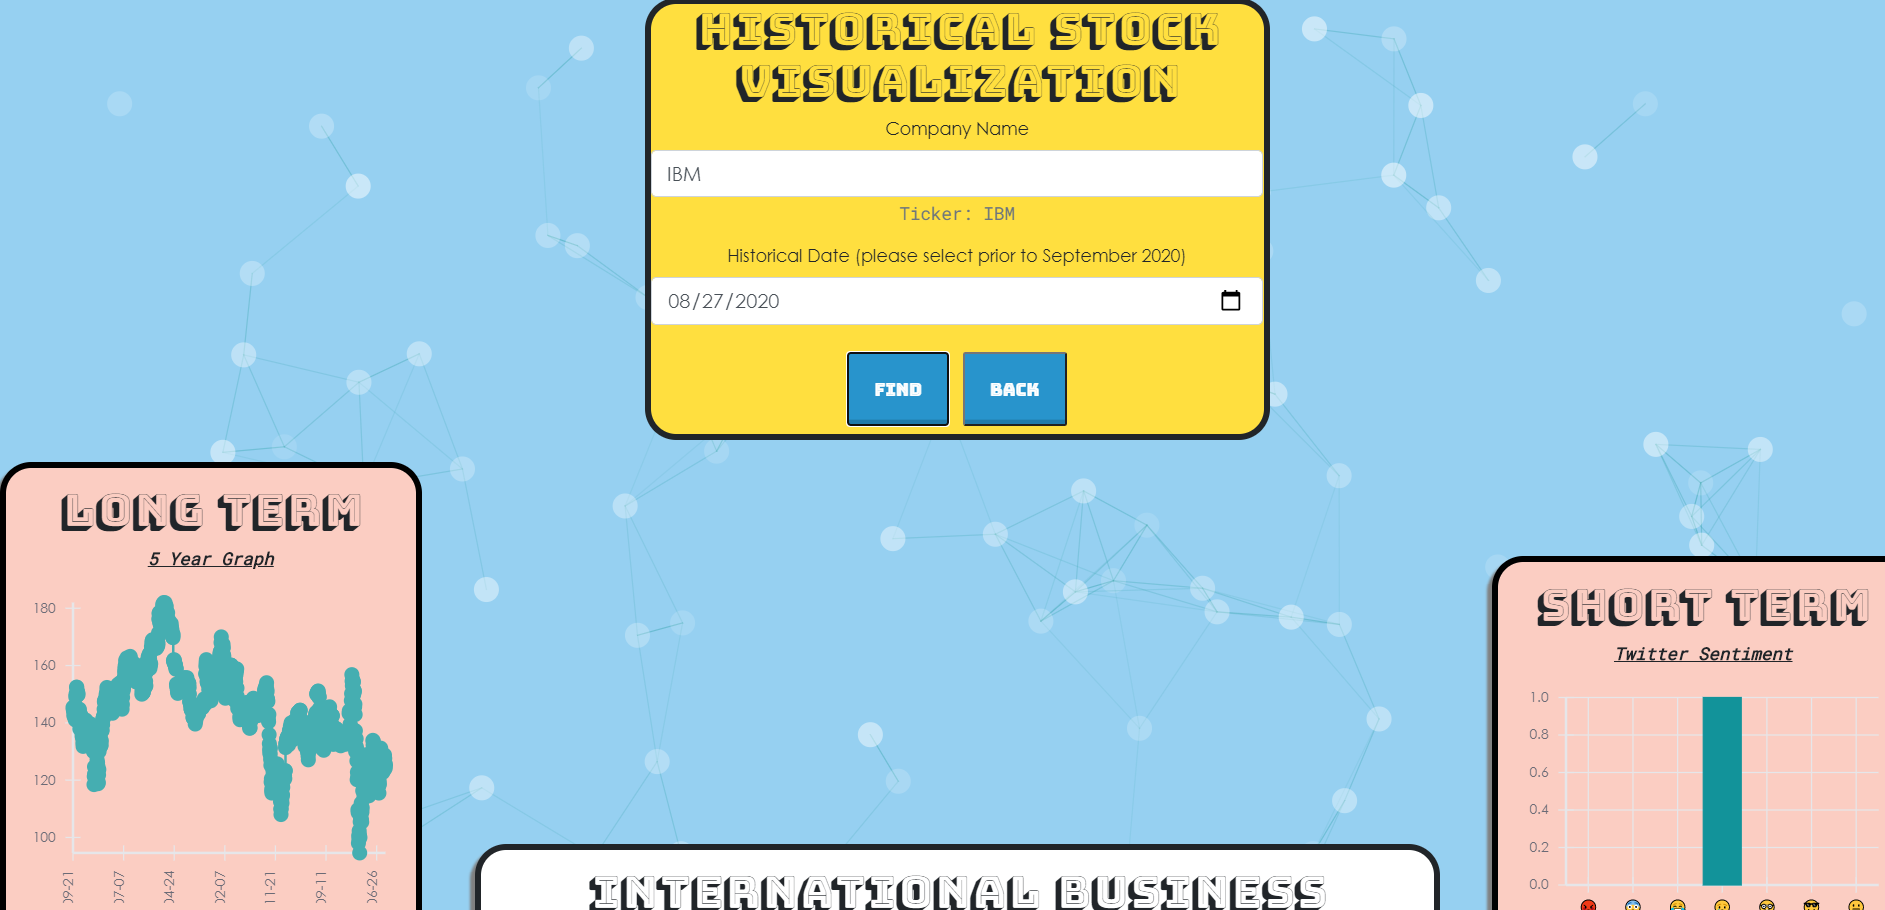 HISTORICAL STOCK
VISUALIZATION
Company Name
IBM
Ticker: IBM
Historical Date (please select prior to September 2020)
08/27/2020
FIND
BACK
LONG TERM
5 Year Graph
180
160
140
120
100
09-21
07-07
04-24
02-07
11-21
09-11
06-26
SHORT TERM
Twitter Sentiment
1.0
0.8
0.6
0.4
0.2
0.0
INTERNATIONAL BUSINESS